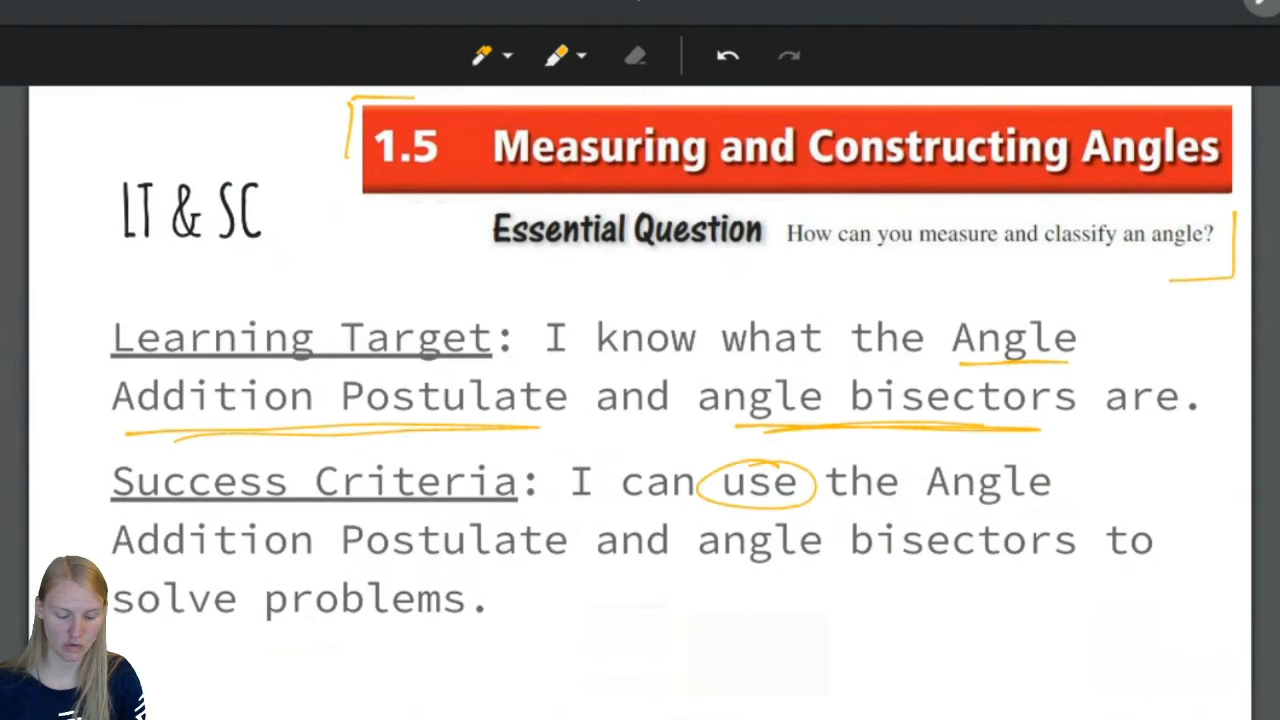 1.5 Measuring and Constructing Angles
LT & SC
Essential Question How can you measure and classify an angle?
Learning Target: I know what the Angle
Addition Postulate and angle bisectors are.
Success Criteria: I can use the Angle
Addition Postulate and angle bisectors to
solve problems.